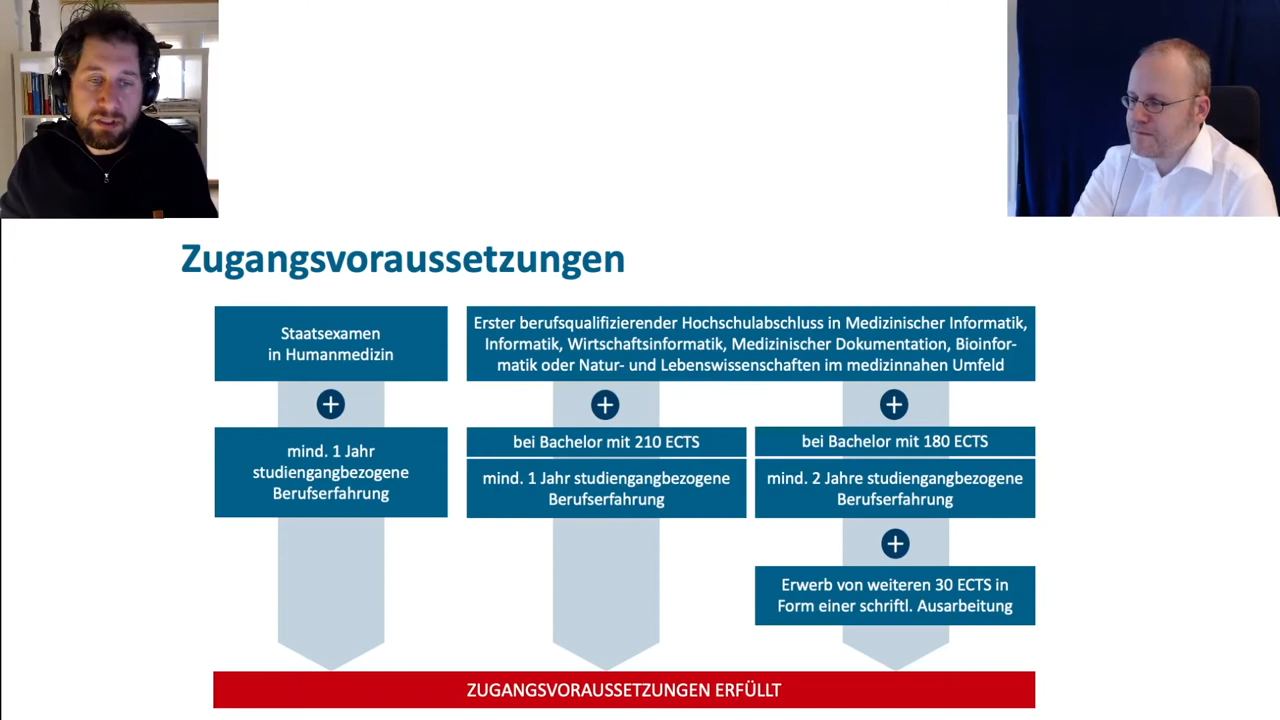 Zugangsvoraussetzungen
Staatsexamen
in Humanmedizin
Erster berufsqualifizierender Hochschulabschluss in Medizinischer Informatik,
Informatik, Wirtschaftsinformatik, Medizinischer Dokumentation, Bioinfor-
matik oder Natur- und Lebenswissenschaften im medizinnahen Umfeld
mind. 1 Jahr
studiengangbezogene
Berufserfahrung
bei Bachelor mit 210 ECTS
mind. 1 Jahr studiengangbezogene
Berufserfahrung
bei Bachelor mit 180 ECTS
mind. 2 Jahre studiengangbezogene
Berufserfahrung
Erwerb von weiteren 30 ECTS in
Form einer schriftl. Ausarbeitung
ZUGANGSVORAUSSETZUNGEN ERFÜLLT